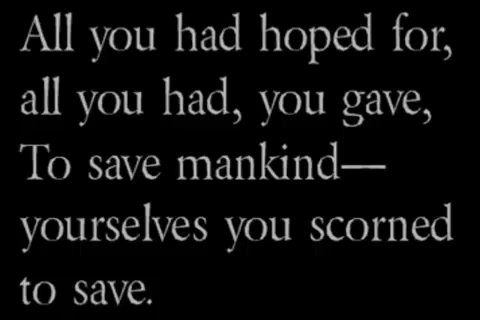 All you had hoped for,
all you had, you gave,
To save mankind—
yourselves you scorned
to save.